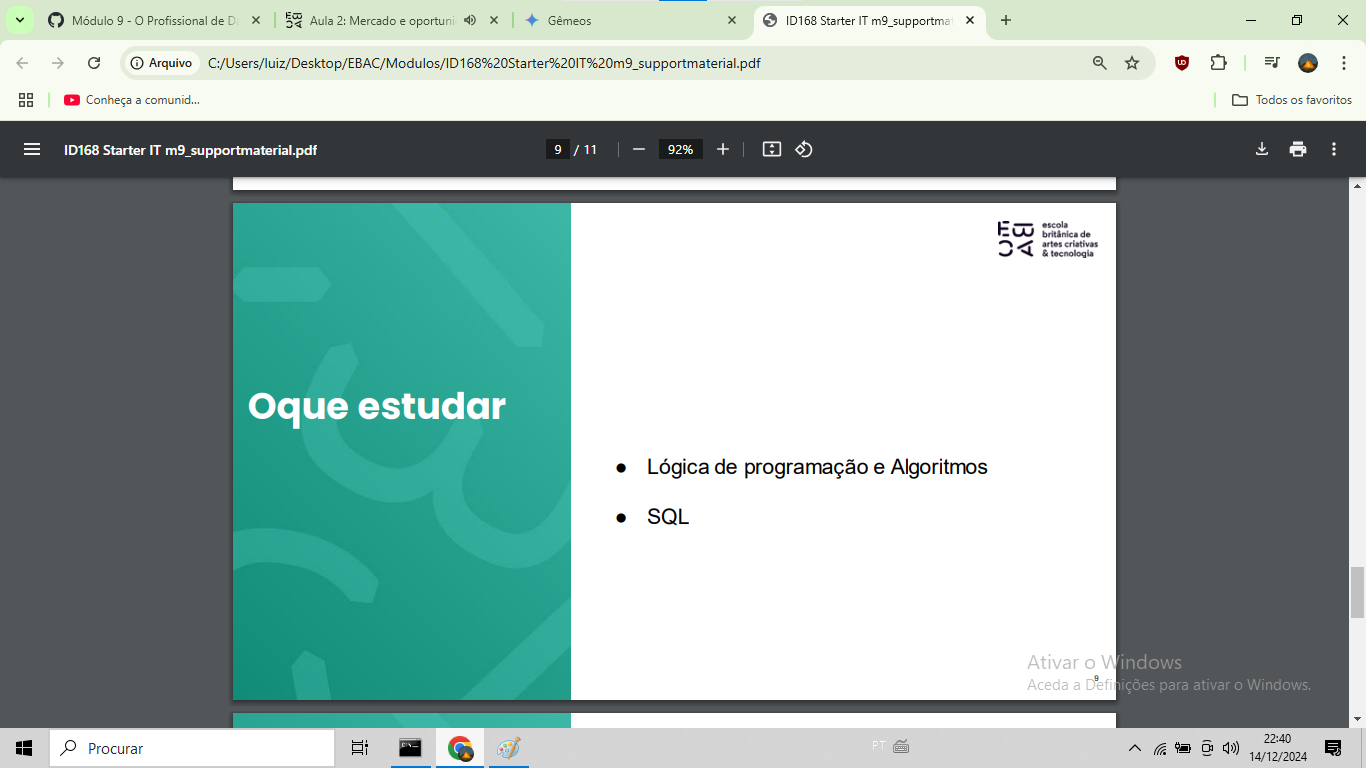 Módulo 9 - O Profissional de Da
Aula 2: Mercado e oportuni
Gêmeos
ID168 Starter IT m9_supportmat
Arquivo
C:/Users/luiz/Desktop/EBAC/Modulos/ID168%20Starter%20IT%20m9_supportmaterial.pdf
Conheça a comunid...
Todos os favoritos
ID168 Starter IT m9_supportmaterial.pdf
9 / 11
92%
EBAC
escola
britânica de
artes criativas
& tecnologia
Oque estudar
● Lógica de programação e Algoritmos
● SQL
9
Ativar o Windows
Aceda a Definições para ativar o Windows.
Procurar
PT
22:40
14/12/2024